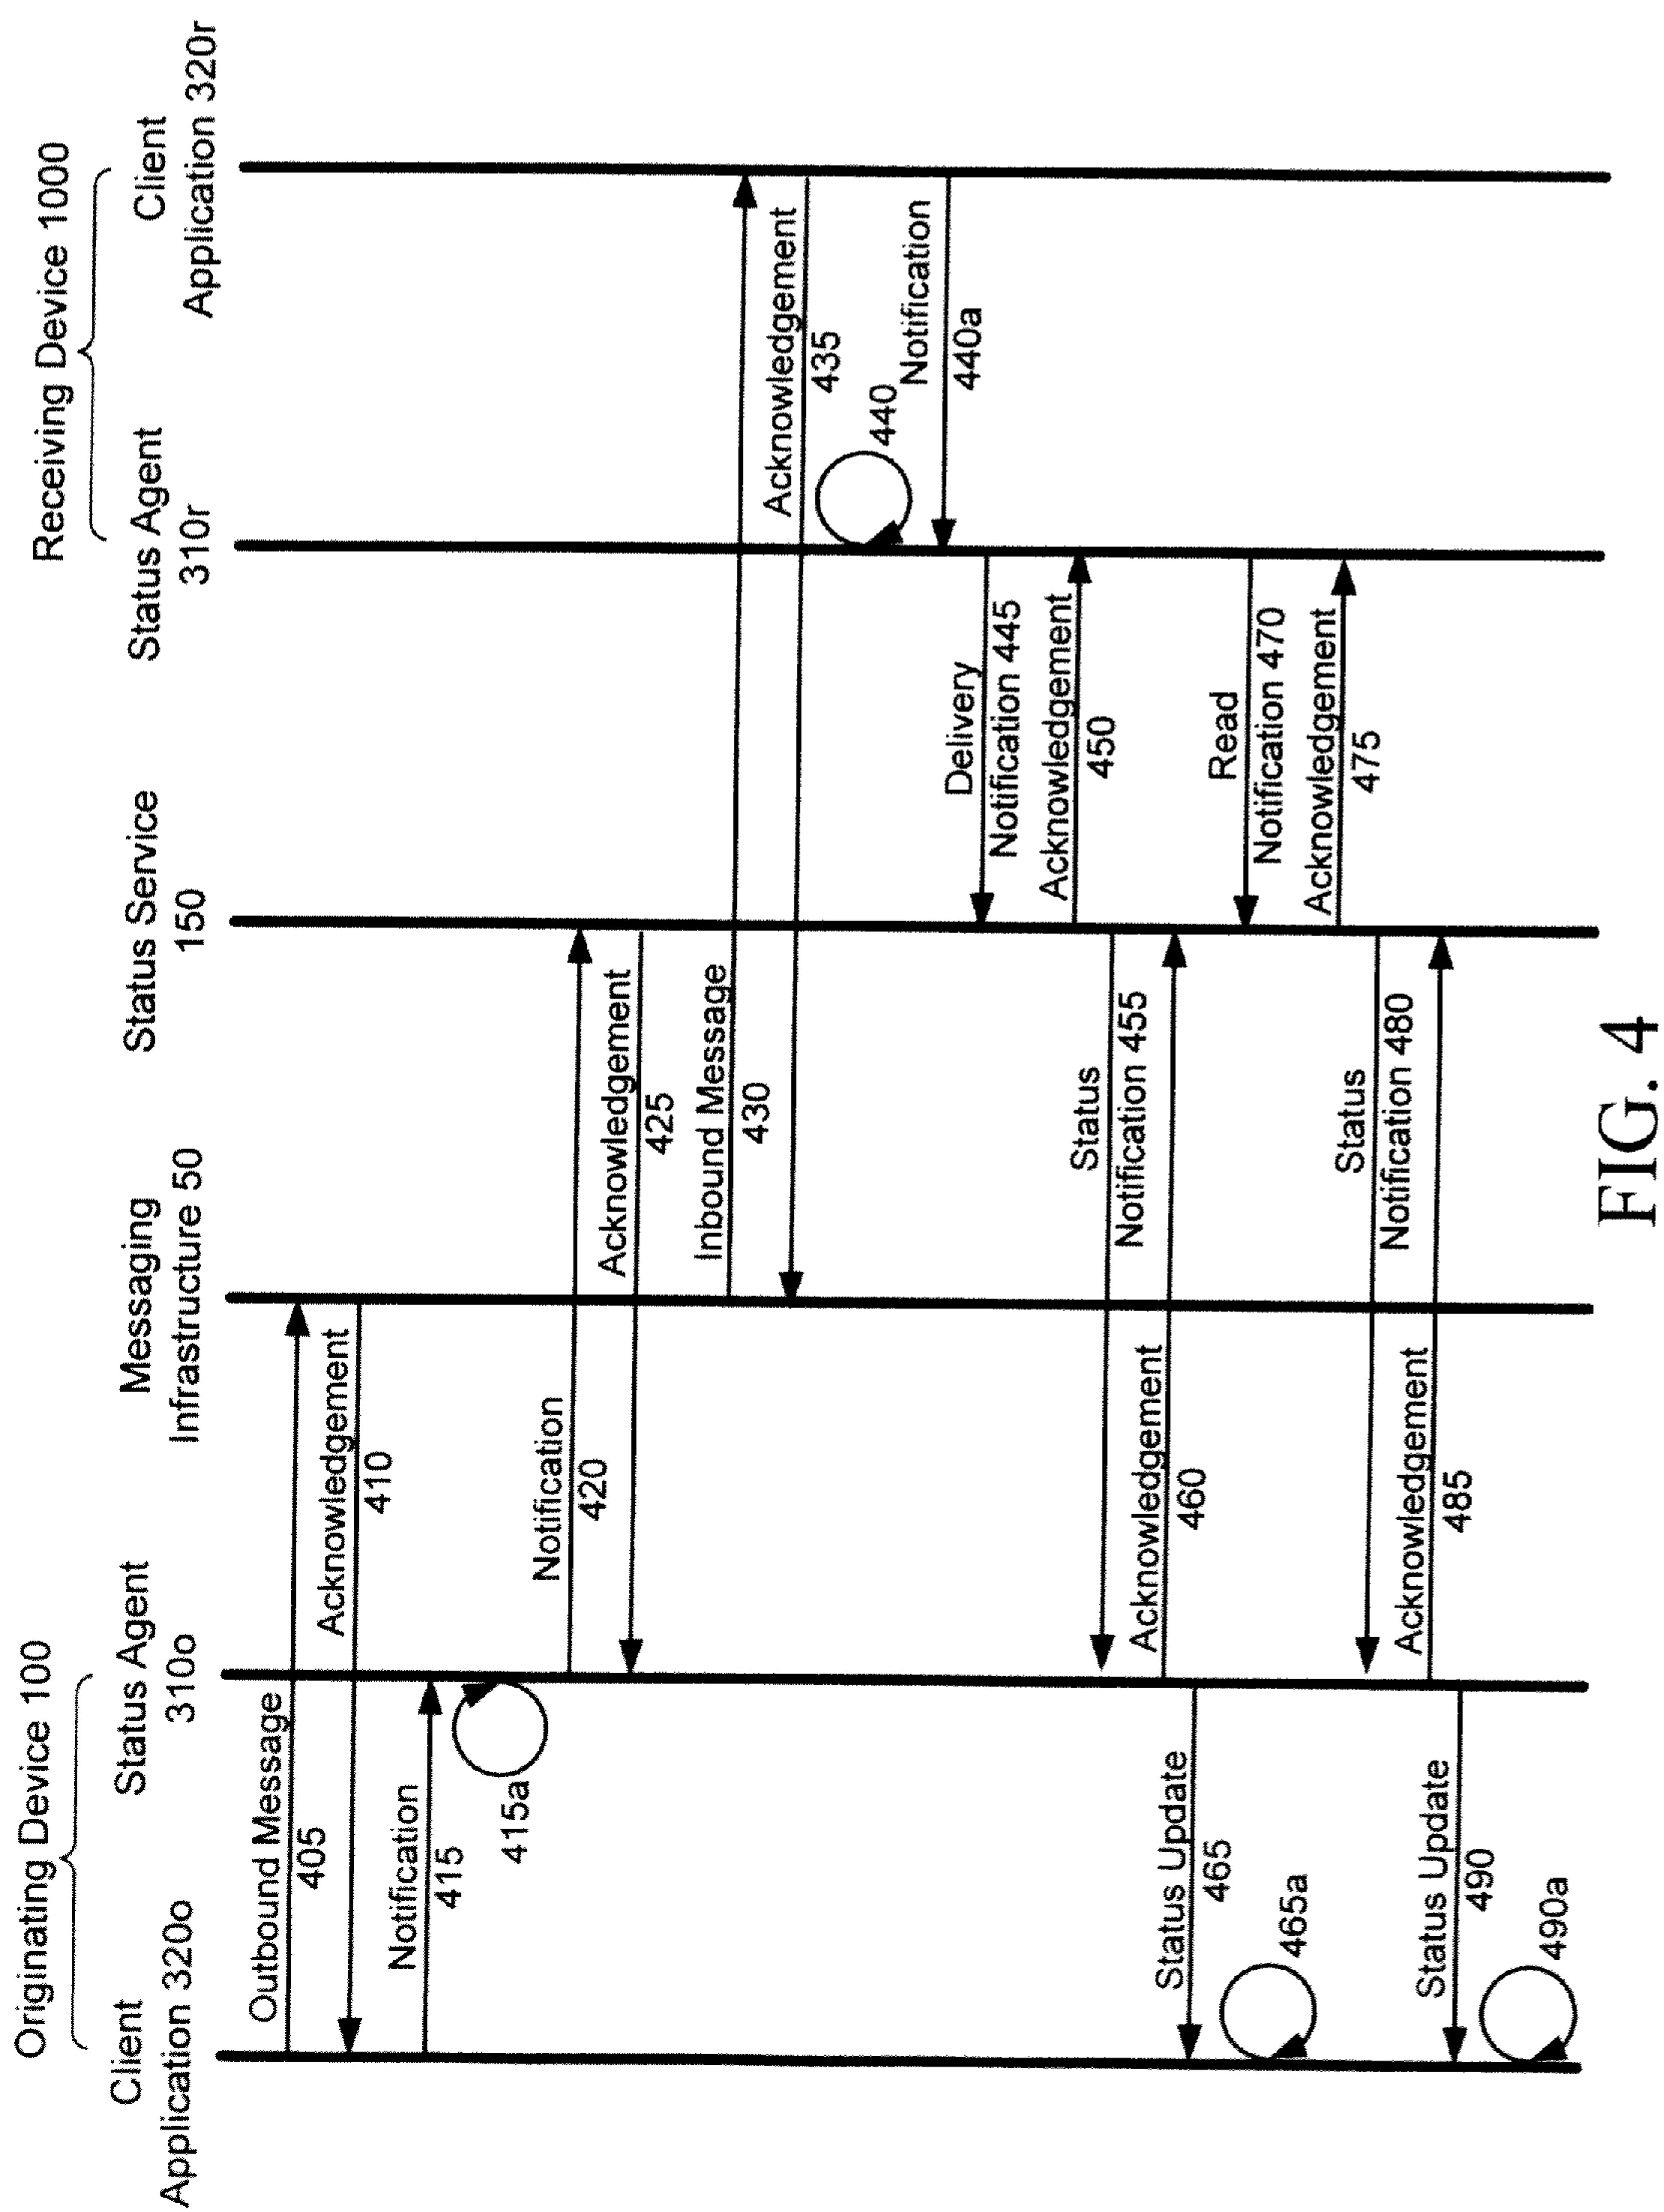 Originating Device 100
Receiving Device 1000
Client
Application 320o
Status Agent
310o
Messaging
Infrastructure 50
Status Service
150
Status Agent
310r
Client
Application 320r
Outbound Message
405
Acknowledgement
410
Notification
415
415a
Notification
420
Acknowledgement
425
Inbound Message
430
Acknowledgement
435
440
Notification
440a
Delivery
Notification 445
Acknowledgement
450
Status
Notification 455
Acknowledgement
460
Status Update
465
465a
Read
Notification 470
Acknowledgement
475
Status
Notification 480
Acknowledgement
485
Status Update
490
490a
FIG. 4